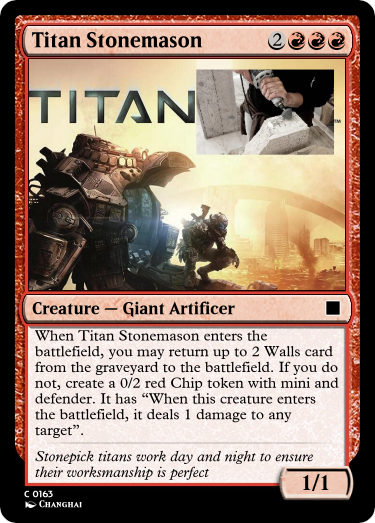 Titan Stonemason 2
TITAN
™
Creature — Giant Artificer
When Titan Stonemason enters the
battlefield, you may return up to 2 Walls card
from the graveyard to the battlefield. If you do
not, create a 0/2 red Chip token with mini and
defender. It has “When this creature enters
the battlefield, it deals 1 damage to any
target”.
Stonepick titans work day and night to ensure
their worksmanship is perfect
1/1
C 0163
Changhai